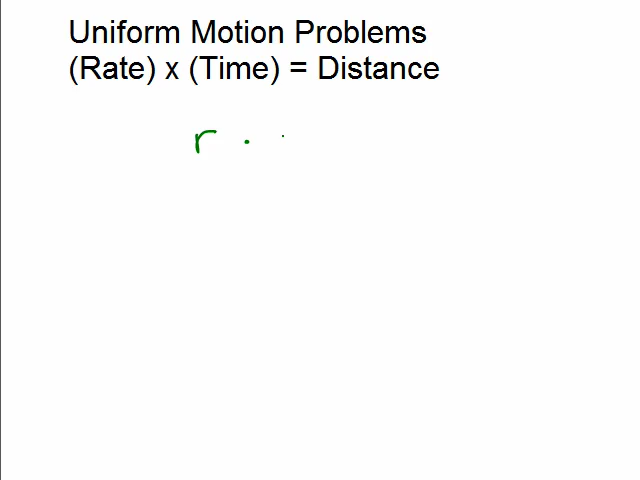 Uniform Motion Problems
(Rate) x (Time) = Distance
r ·